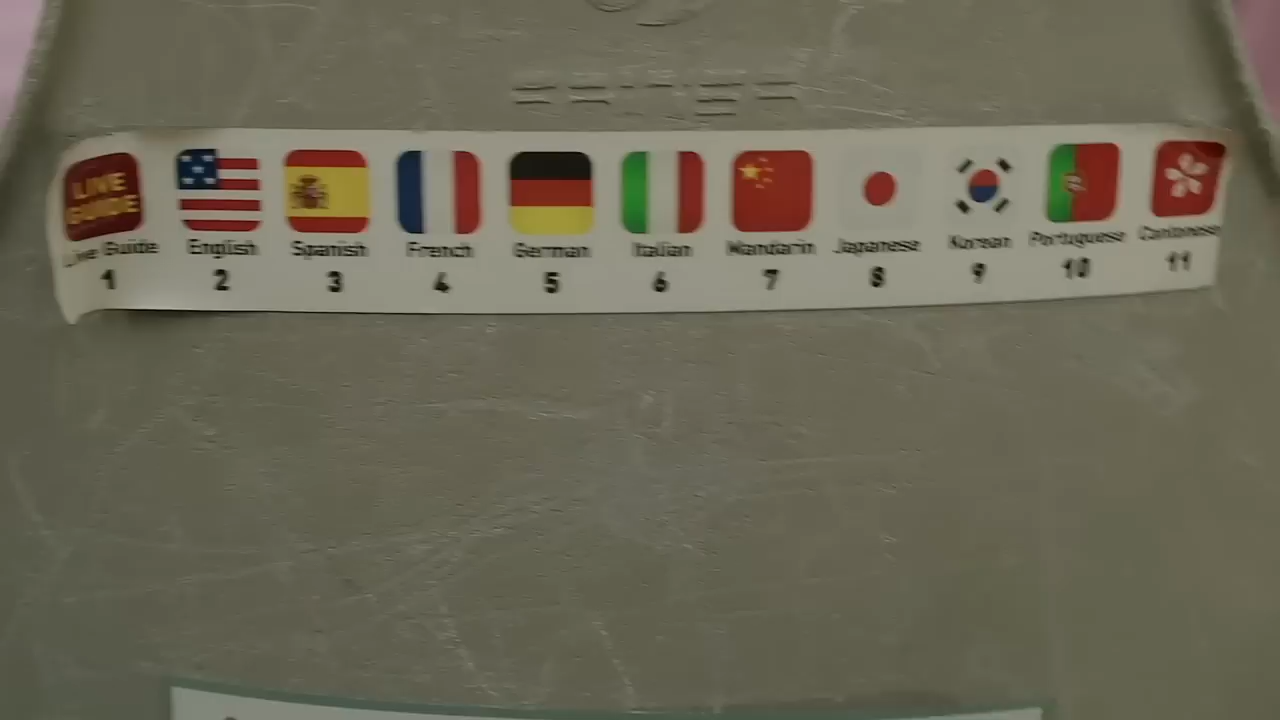 LIVE
GUIDE
Live Guide English Spanish French German Italian Mandarin Japanese Korean Portuguese Cantonese
1 2 3 4 5 6 7 8 9 10 11